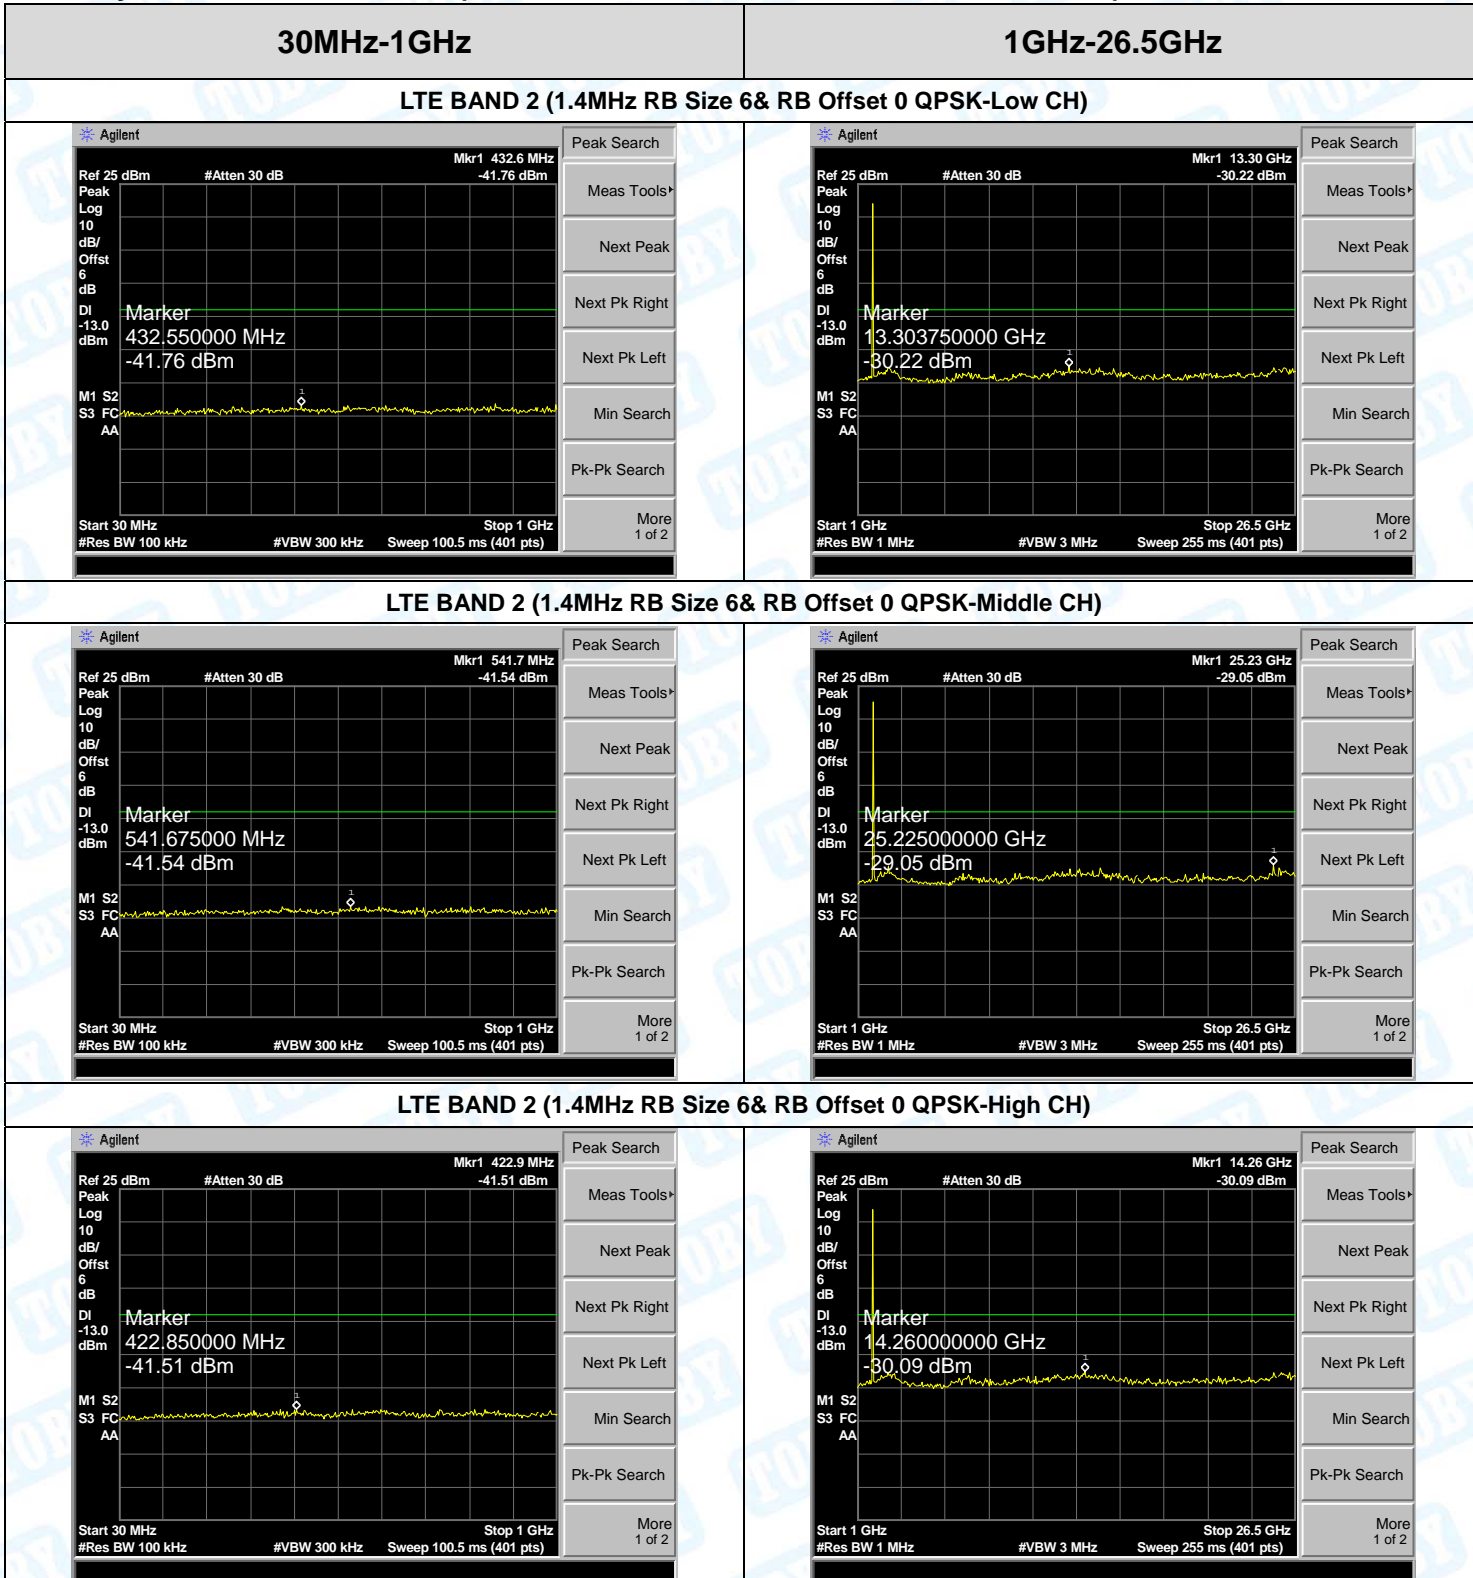 30MHz-1GHz
1GHz-26.5GHz
LTE BAND 2 (1.4MHz RB Size 6& RB Offset 0 QPSK-Low CH)
Agilent
Peak Search
Mkr1 432.6 MHz
Ref 25 dBm #Atten 30 dB -41.76 dBm
Peak
Log
10
dB/
Offst
6
dB
DI
-13.0
dBm
Marker
432.550000 MHz
-41.76 dBm
1
M1 S2
S3 FC
AA
Start 30 MHz Stop 1 GHz
#Res BW 100 kHz #VBW 300 kHz Sweep 100.5 ms (401 pts)
Meas Tools
Next Peak
Next Pk Right
Next Pk Left
Min Search
Pk-Pk Search
More
1 of 2
Agilent
Peak Search
Mkr1 13.30 GHz
Ref 25 dBm #Atten 30 dB -30.22 dBm
Peak
Log
10
dB/
Offst
6
dB
DI
-13.0
dBm
Marker
13.303750000 GHz
-30.22 dBm
1
M1 S2
S3 FC
AA
Start 1 GHz Stop 26.5 GHz
#Res BW 1 MHz #VBW 3 MHz Sweep 255 ms (401 pts)
Meas Tools
Next Peak
Next Pk Right
Next Pk Left
Min Search
Pk-Pk Search
More
1 of 2
LTE BAND 2 (1.4MHz RB Size 6& RB Offset 0 QPSK-Middle CH)
Agilent
Peak Search
Mkr1 541.7 MHz
Ref 25 dBm #Atten 30 dB -41.54 dBm
Peak
Log
10
dB/
Offst
6
dB
DI
-13.0
dBm
Marker
541.675000 MHz
-41.54 dBm
1
M1 S2
S3 FC
AA
Start 30 MHz Stop 1 GHz
#Res BW 100 kHz #VBW 300 kHz Sweep 100.5 ms (401 pts)
Meas Tools
Next Peak
Next Pk Right
Next Pk Left
Min Search
Pk-Pk Search
More
1 of 2
Agilent
Peak Search
Mkr1 25.23 GHz
Ref 25 dBm #Atten 30 dB -29.05 dBm
Peak
Log
10
dB/
Offst
6
dB
DI
-13.0
dBm
Marker
25.225000000 GHz
-29.05 dBm
1
M1 S2
S3 FC
AA
Start 1 GHz Stop 26.5 GHz
#Res BW 1 MHz #VBW 3 MHz Sweep 255 ms (401 pts)
Meas Tools
Next Peak
Next Pk Right
Next Pk Left
Min Search
Pk-Pk Search
More
1 of 2
LTE BAND 2 (1.4MHz RB Size 6& RB Offset 0 QPSK-High CH)
Agilent
Peak Search
Mkr1 422.9 MHz
Ref 25 dBm #Atten 30 dB -41.51 dBm
Peak
Log
10
dB/
Offst
6
dB
DI
-13.0
dBm
Marker
422.850000 MHz
-41.51 dBm
1
M1 S2
S3 FC
AA
Start 30 MHz Stop 1 GHz
#Res BW 100 kHz #VBW 300 kHz Sweep 100.5 ms (401 pts)
Meas Tools
Next Peak
Next Pk Right
Next Pk Left
Min Search
Pk-Pk Search
More
1 of 2
Agilent
Peak Search
Mkr1 14.26 GHz
Ref 25 dBm #Atten 30 dB -30.09 dBm
Peak
Log
10
dB/
Offst
6
dB
DI
-13.0
dBm
Marker
14.260000000 GHz
-30.09 dBm
1
M1 S2
S3 FC
AA
Start 1 GHz Stop 26.5 GHz
#Res BW 1 MHz #VBW 3 MHz Sweep 255 ms (401 pts)
Meas Tools
Next Peak
Next Pk Right
Next Pk Left
Min Search
Pk-Pk Search
More
1 of 2
TOBY